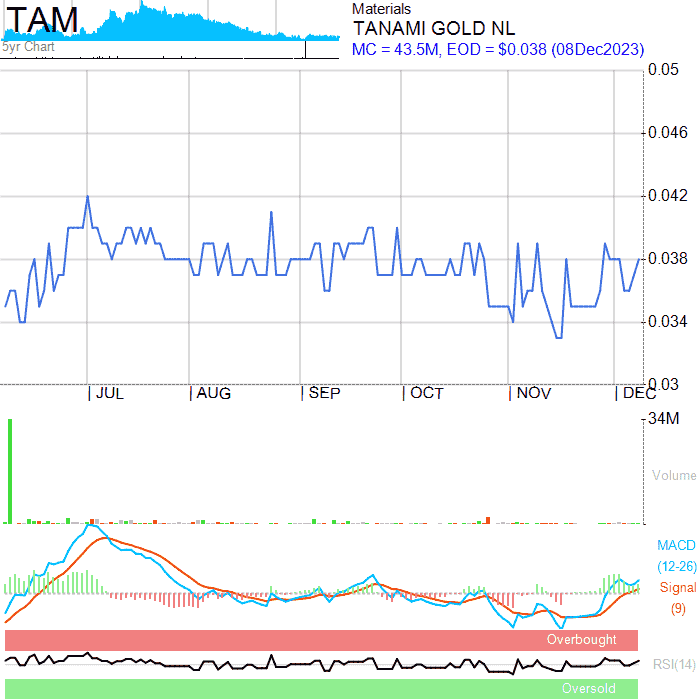 TAM
5yr Chart
Materials
TANAMI GOLD NL
MC = 43.5M, EOD = $0.038 (08Dec2023)
0.05
0.046
0.042
0.038
0.034
0.03
JUL AUG SEP OCT NOV DEC
34M
Volume
MACD
(12-26)
Signal
(9)
Overbought
RSI(14)
Oversold